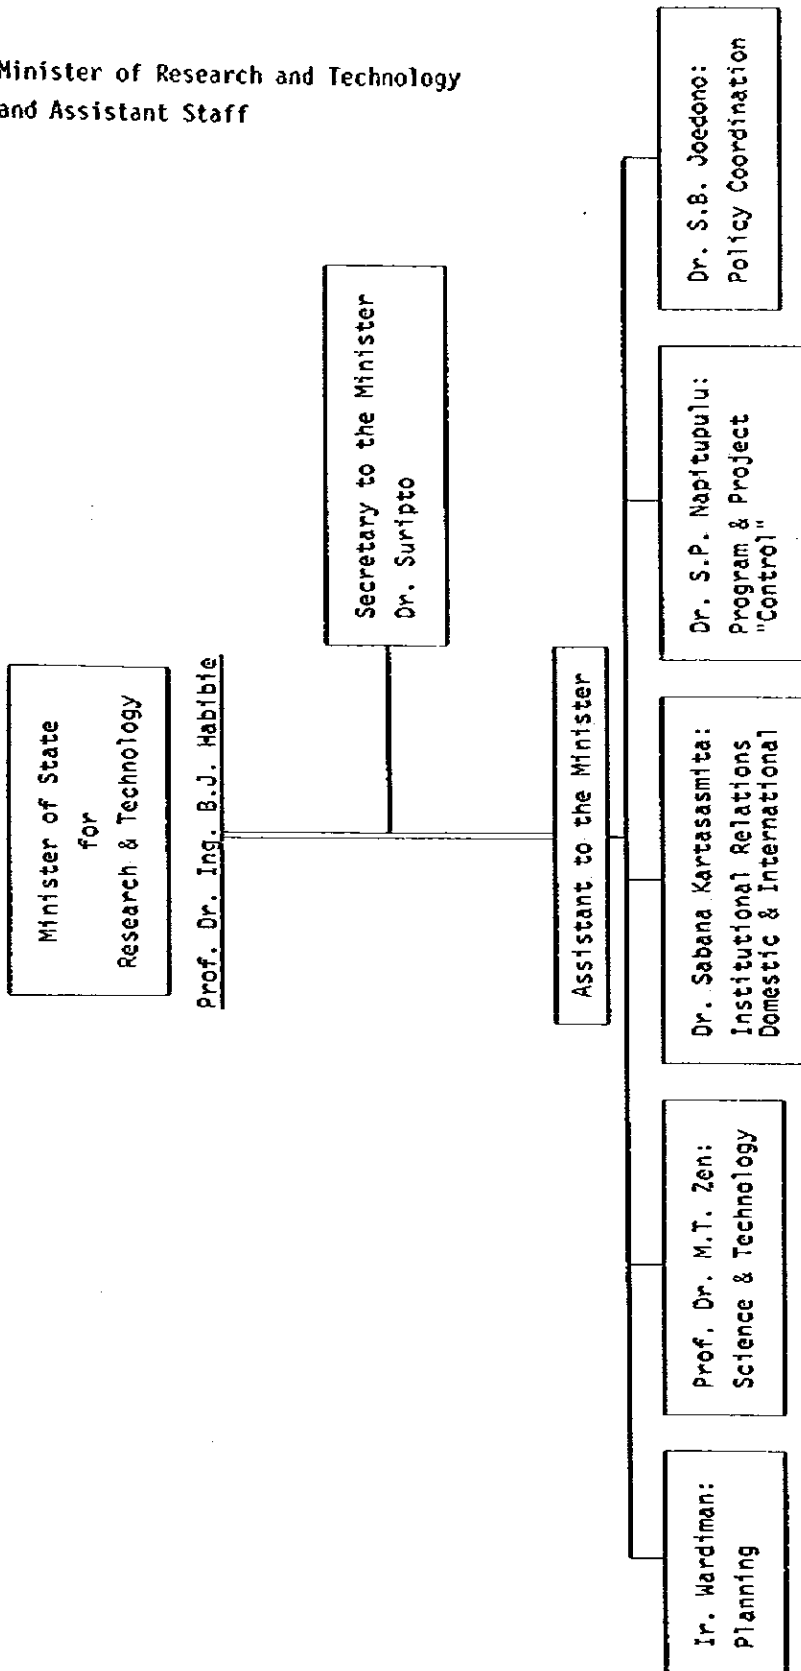 Minister of Research and Technology
and Assistant Staff
Minister of State
for
Research & Technology
Prof. Dr. Ing. B.J. Habibie
Secretary to the Minister
Dr. Suripto
Assistant to the Minister
Ir. Wardiman:
Planning
Prof. Dr. M.T. Zen:
Science & Technology
Dr. Sabana Kartasasmita:
Institutional Relations
Domestic & International
Dr. S.P. Napitupulu:
Program & Project
"Control"
Dr. S.B. Joedono:
Policy Coordination